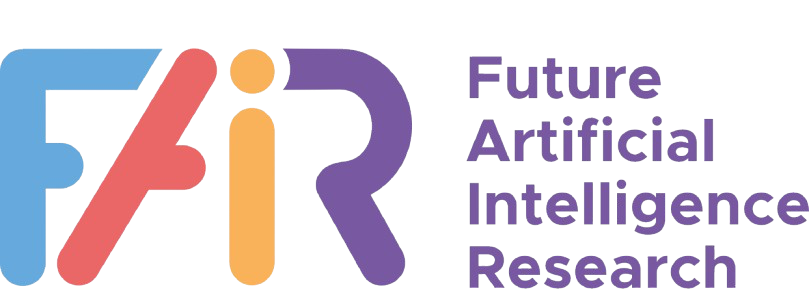 FAiR
Future
Artificial
Intelligence
Research